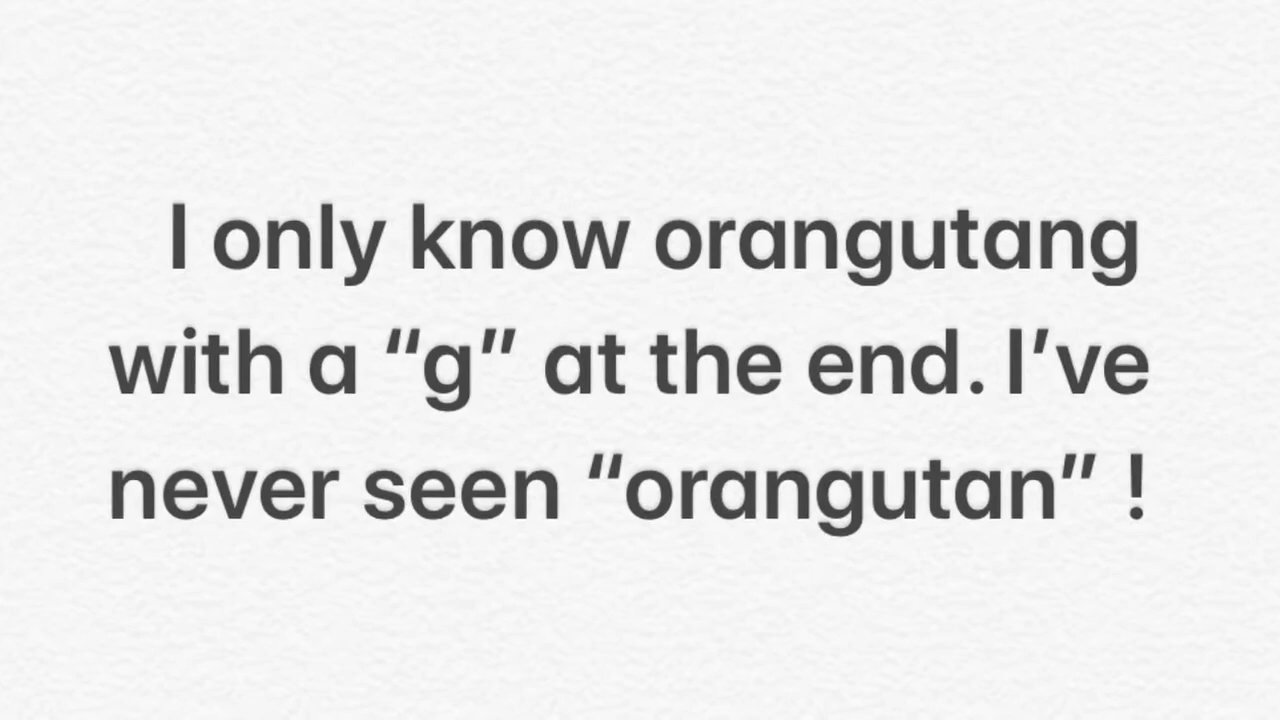 I only know orangutang
with a “g” at the end. I’ve
never seen “orangutan” !